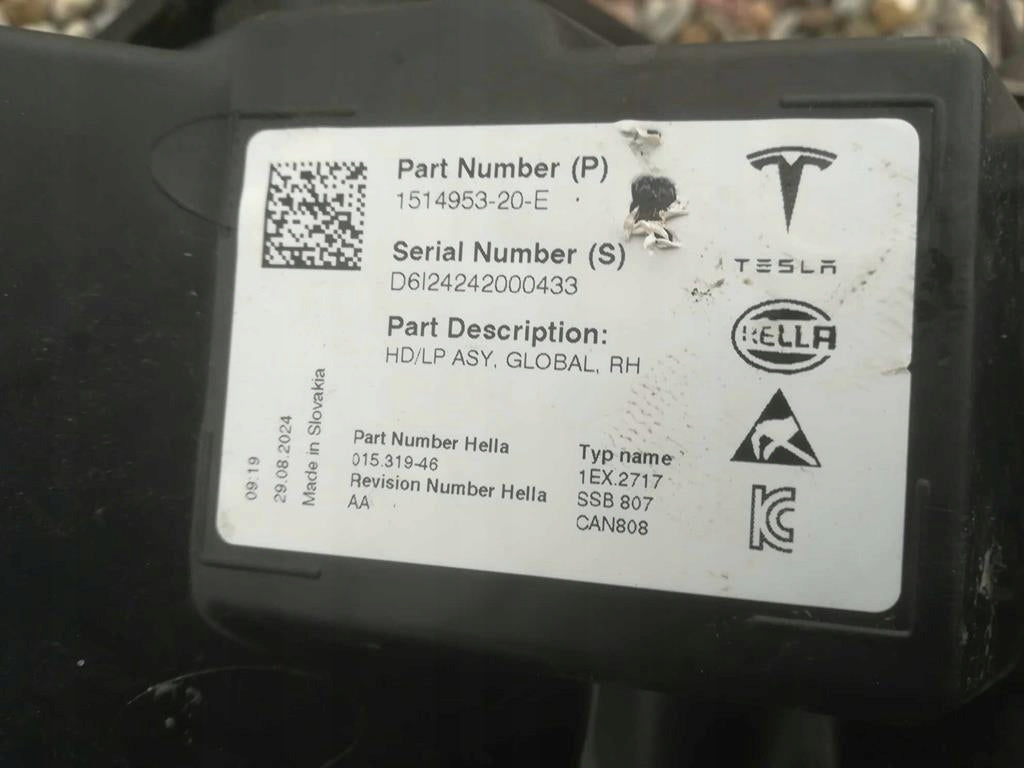 Part Number (P)
1514953-20-E
Serial Number (S)
D6I24242000433
Part Description:
HD/LP ASY, GLOBAL, RH
Part Number Hella
015.319-46
Revision Number Hella
AA
Typ name
1EX.2717
SSB 807
CAN808
09:19
29.08.2024
Made in Slovakia
TESLA
HELLA
KC